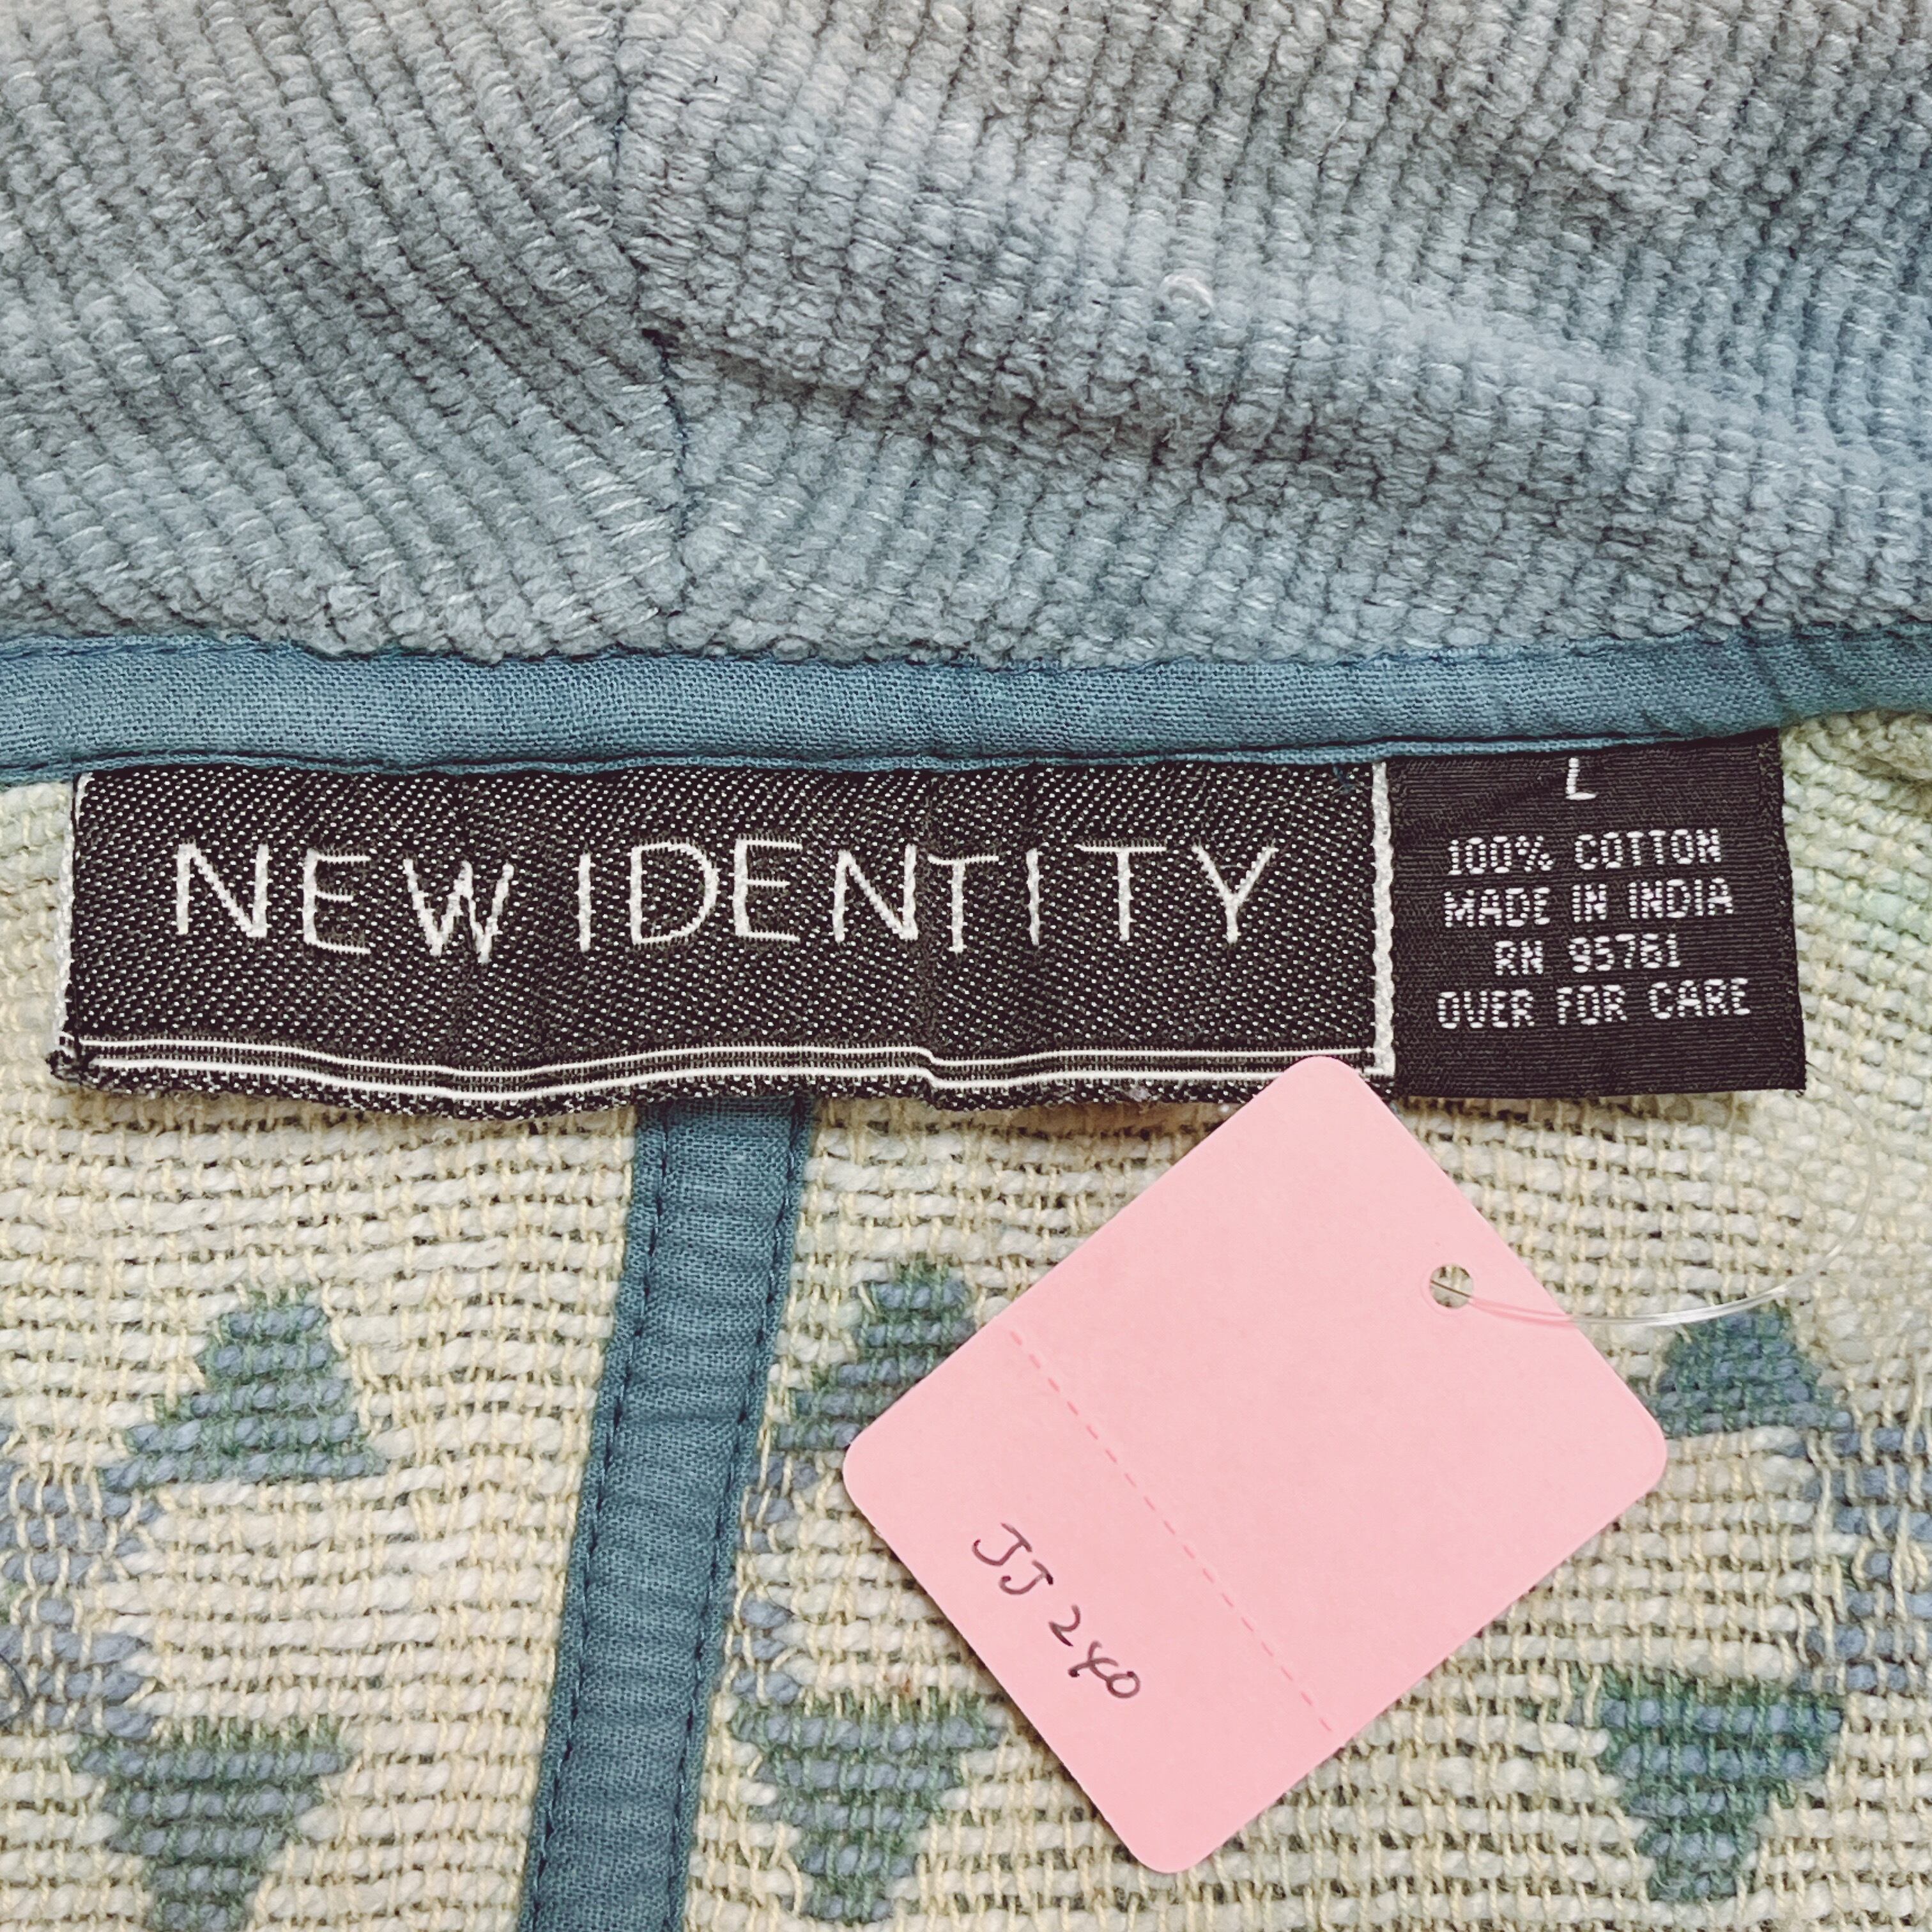 NEW IDENTITY
L
100% COTTON
MADE IN INDIA
RN 95761
OVER FOR CARE
JJ 240